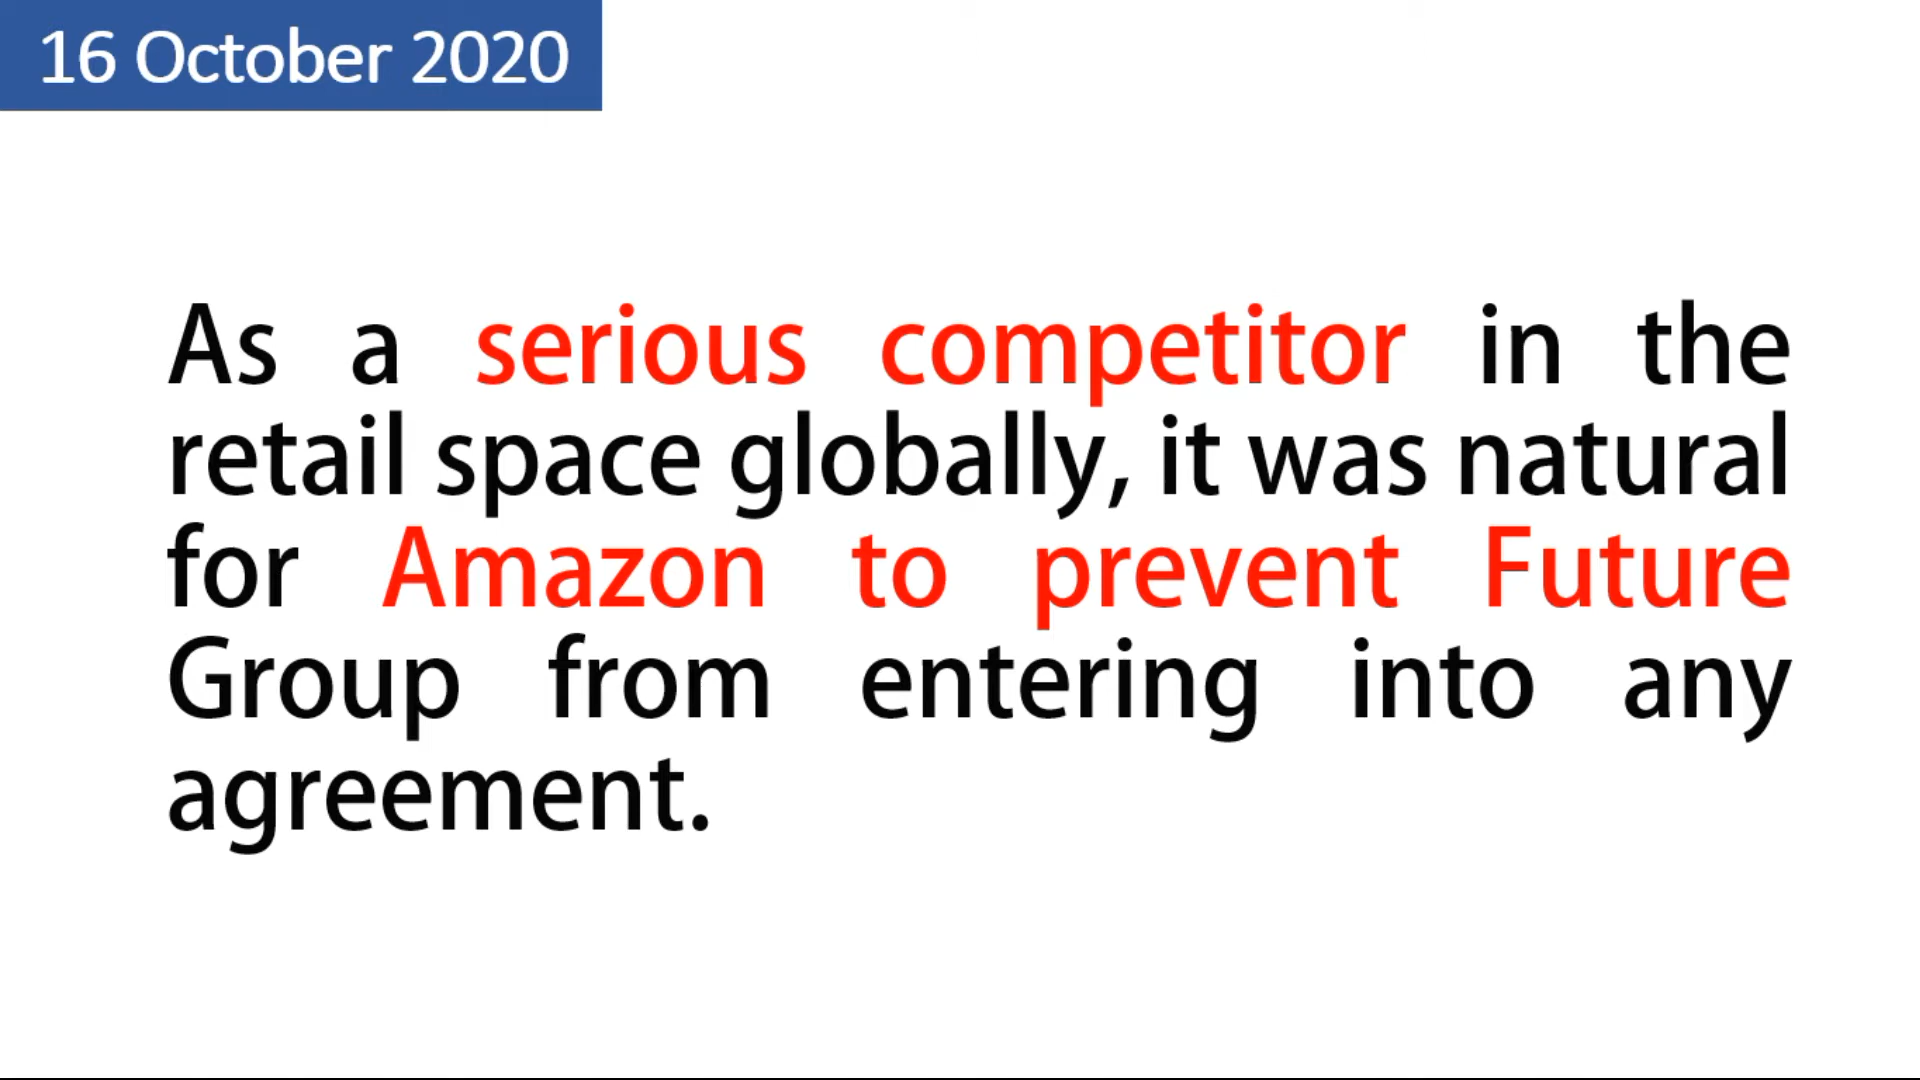 16 October 2020
As a serious competitor in the
retail space globally, it was natural
for Amazon to prevent Future
Group from entering into any
agreement.